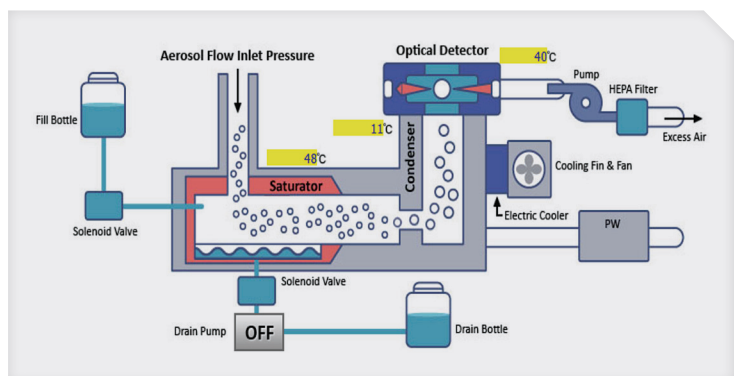 Aerosol Flow Inlet Pressure
Optical Detector
40℃
Pump
HEPA Filter
Fill Bottle
11℃
Excess Air
48℃
Condenser
Cooling Fin & Fan
Saturator
Electric Cooler
Solenoid Valve
PW
Solenoid Valve
Drain Pump
OFF
Drain Bottle